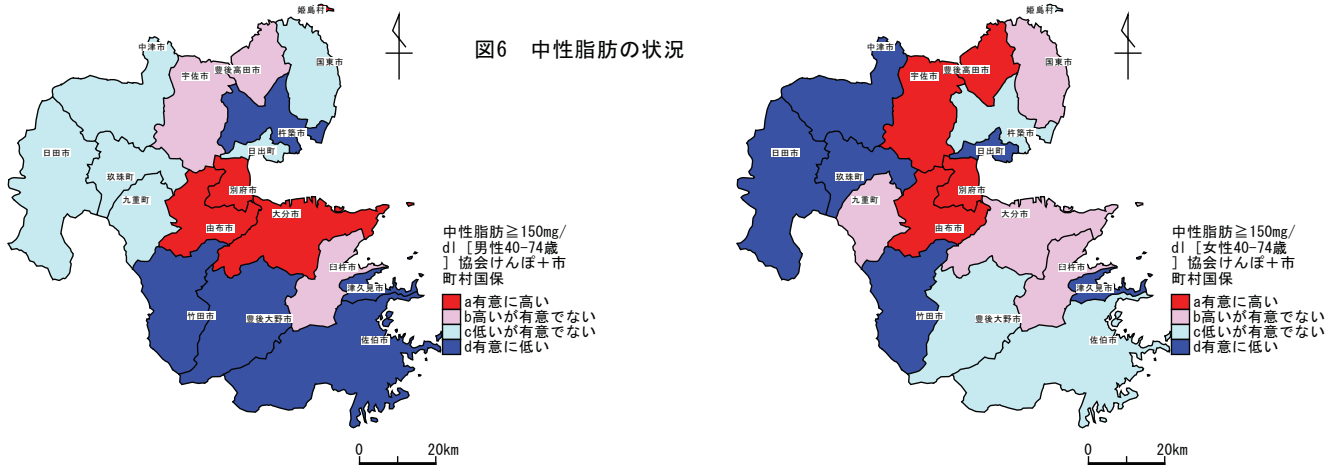 図6 中性脂肪の状況
姫島村
中津市
国東市
豊後高田市
宇佐市
杵築市
日出町
日田市
玖珠町
九重町
別府市
大分市
由布市
臼杵市
津久見市
竹田市
豊後大野市
佐伯市
中性脂肪≧150mg/
dl [男性40-74歳
] 協会けんぽ+市
町村国保
a有意に高い
b高いが有意でない
c低いが有意でない
d有意に低い
0 20km
姫島村
中津市
国東市
豊後高田市
宇佐市
杵築市
日出町
日田市
玖珠町
九重町
別府市
大分市
由布市
臼杵市
津久見市
竹田市
豊後大野市
佐伯市
中性脂肪≧150mg/
dl [女性40-74歳
] 協会けんぽ+市
町村国保
a有意に高い
b高いが有意でない
c低いが有意でない
d有意に低い
0 20km